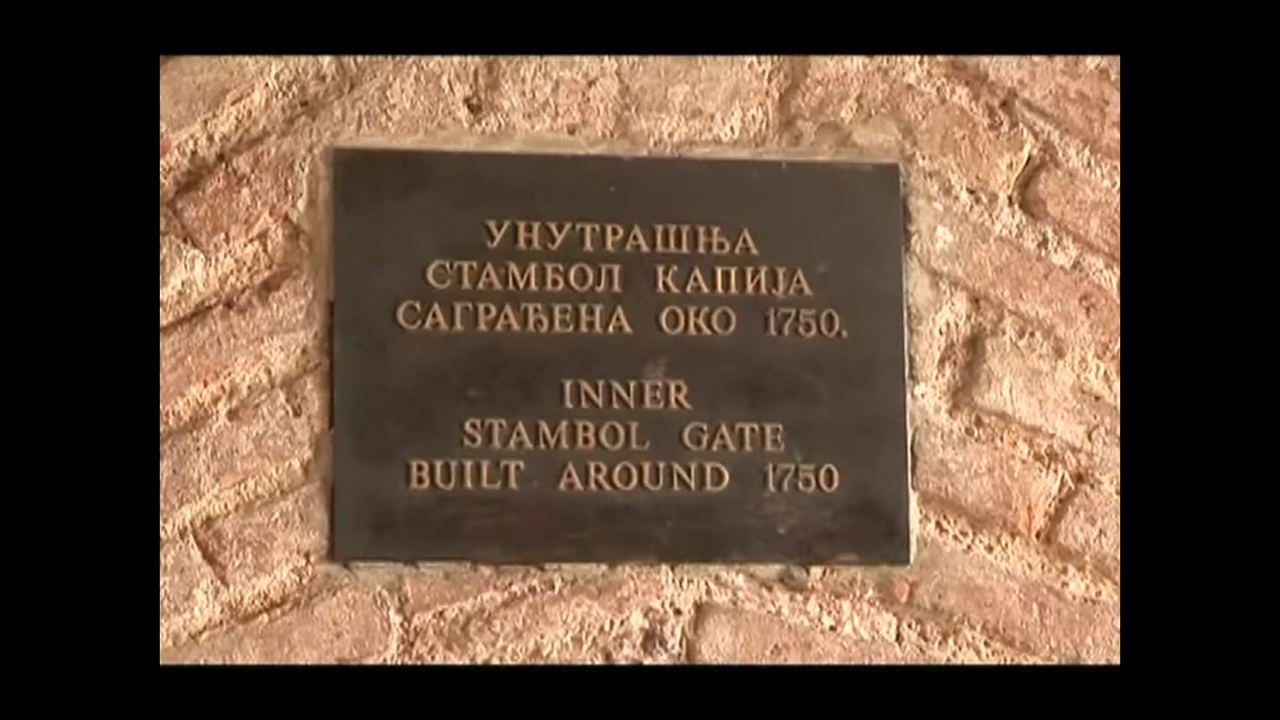 УНУТРАШЊА
СТАМБОЛ КАПИЈА
САГРАЂЕНА ОКО 1750.
INNER
STAMBOL GATE
BUILT AROUND 1750